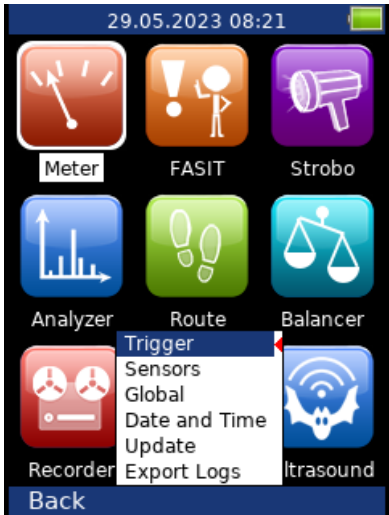 29.05.2023 08:21
Meter FASIT Strobo
Analyzer Route Balancer
Trigger
Sensors
Global
Date and Time
Update
Export Logs
Recorder ltrasound
Back